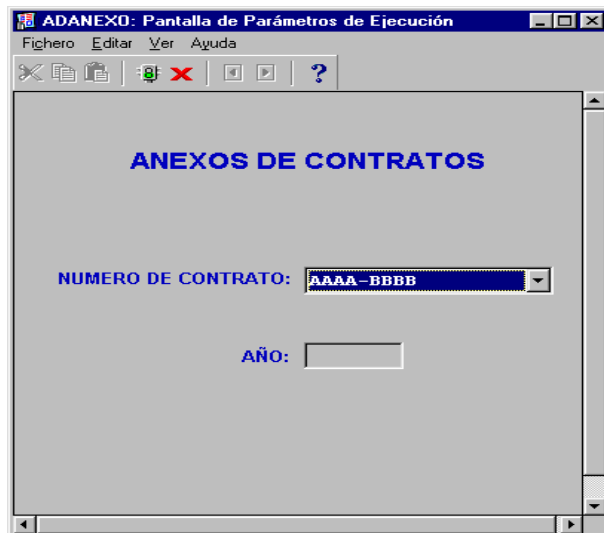 ADANEXO: Pantalla de Parámetros de Ejecución
Fichero Editar Ver Ayuda
?
ANEXOS DE CONTRATOS
NUMERO DE CONTRATO: AAAA-BBBB
AÑO: